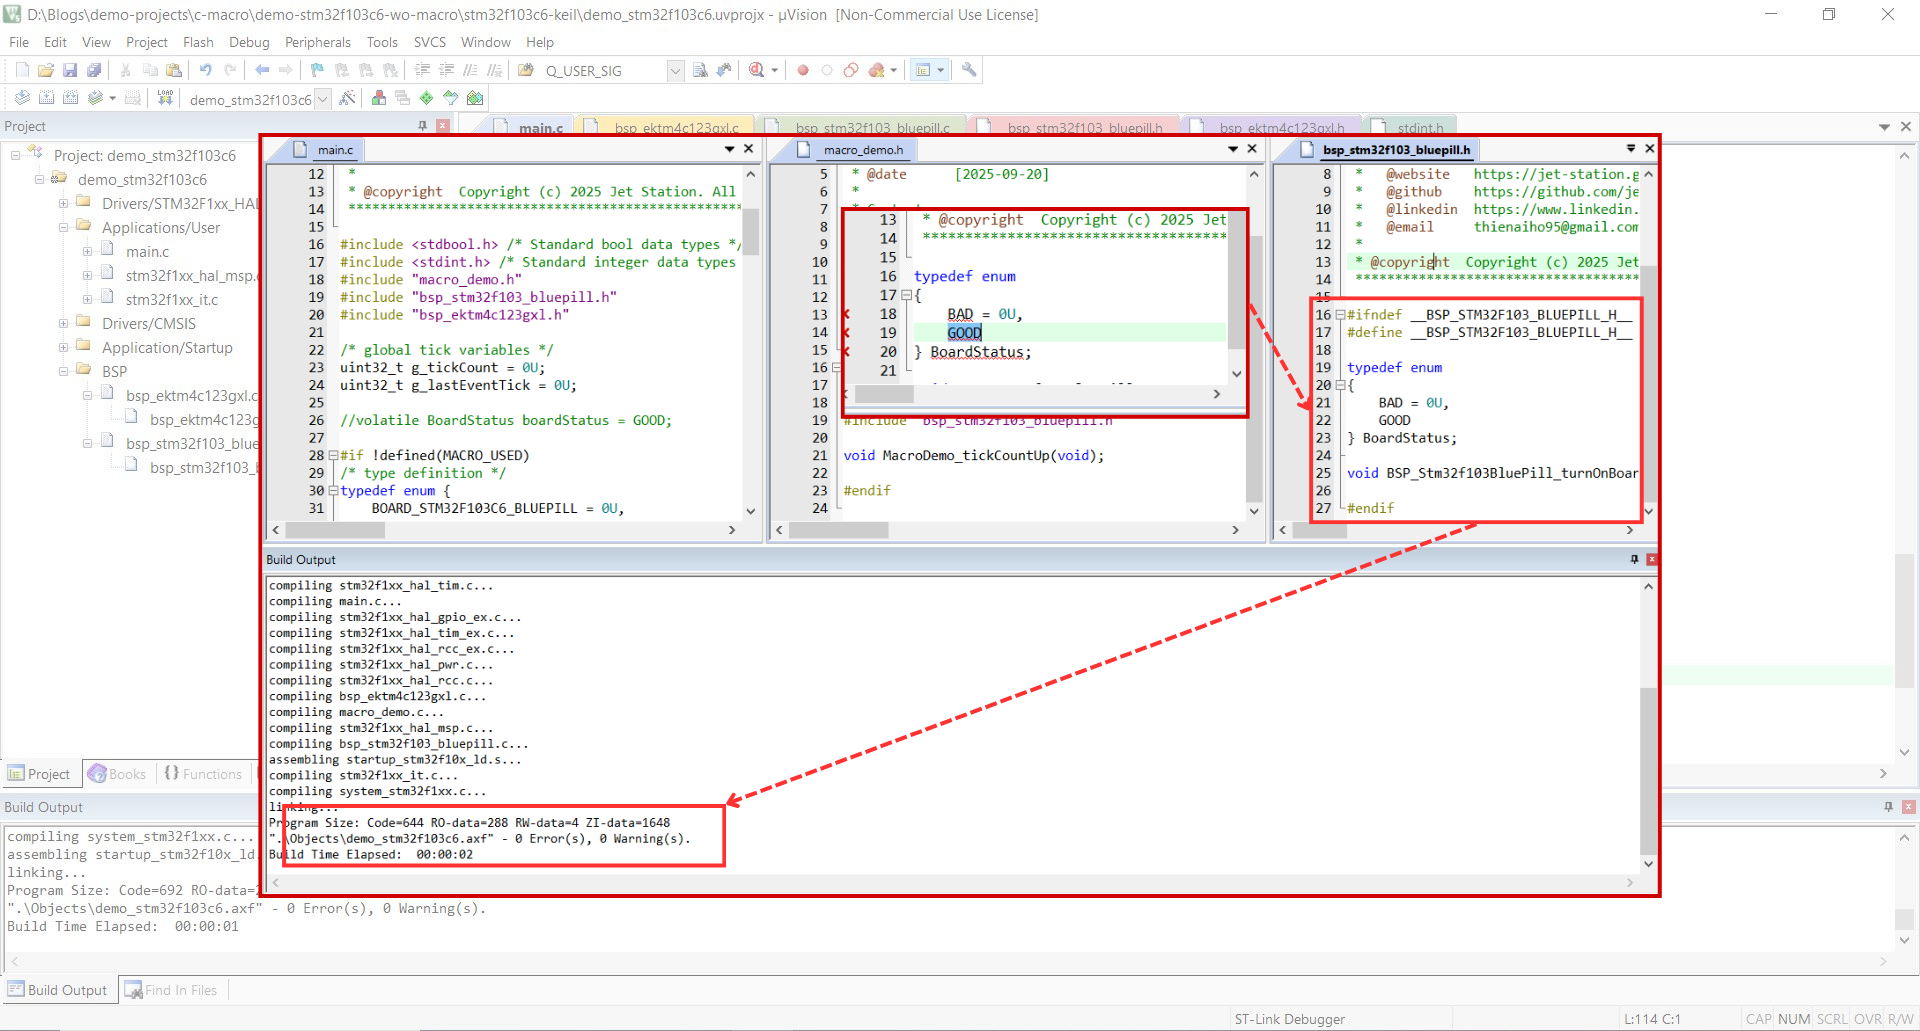 D:\Blogs\demo-projects\c-macro\demo-stm32f103c6-wo-macro\stm32f103c6-keil\demo_stm32f103c6.uvprojx - µVision  [Non-Commercial Use License]
File Edit View Project Flash Debug Peripherals Tools SVCS Window Help
Q_USER_SIG
LOAD demo_stm32f103c6
Project
Project: demo_stm32f103c6
demo_stm32f103c6
Drivers/STM32F1xx_HAL
Applications/User
main.c
stm32f1xx_hal_msp.
stm32f1xx_it.c
Drivers/CMSIS
Application/Startup
BSP
bsp_ektm4c123gxl.c
bsp_ektm4c123g
bsp_stm32f103_blue
bsp_stm32f103_
Project Books {} Functions
main.c bsp_ektm4c123gxl.c bsp_stm32f103_bluepill.c bsp_stm32f103_bluepill.h bsp_ektm4c123gxl.h stdint.h
main.c
12 *
13 * @copyright  Copyright (c) 2025 Jet Station. All
14 **************************************************
15
16 #include <stdbool.h> /* Standard bool data types */
17 #include <stdint.h> /* Standard integer data types
18 #include "macro_demo.h"
19 #include "bsp_stm32f103_bluepill.h"
20 #include "bsp_ektm4c123gxl.h"
21
22 /* global tick variables */
23 uint32_t g_tickCount = 0U;
24 uint32_t g_lastEventTick = 0U;
25
26 //volatile BoardStatus boardStatus = GOOD;
27
28 #if !defined(MACRO_USED)
29 /* type definition */
30 typedef enum {
31 BOARD_STM32F103C6_BLUEPILL = 0U,
macro_demo.h
5 * @date      [2025-09-20]
6 *
7
8
9
10
11
12
13
14
15
16
17
18
19 #include "bsp_stm32f103_bluepill.h"
20
21 void MacroDemo_tickCountUp(void);
22
23 #endif
24
13 * @copyright  Copyright (c) 2025 Jet
14 *************************************
15
16 typedef enum
17 {
18 BAD = 0U,
19 GOOD
20 } BoardStatus;
21
bsp_stm32f103_bluepill.h
8 *   @website   https://jet-station.g
9 *   @github    https://github.com/je
10 *   @linkedin  https://www.linkedin.
11 *   @email     thienaiho95@gmail.com
12 *
13 * @copyright  Copyright (c) 2025 Jet
14 ************************************
15
16 #ifndef __BSP_STM32F103_BLUEPILL_H__
17 #define __BSP_STM32F103_BLUEPILL_H__
18
19 typedef enum
20 {
21 BAD = 0U,
22 GOOD
23 } BoardStatus;
24
25 void BSP_Stm32f103BluePill_turnOnBoar
26
27 #endif
Build Output
compiling stm32f1xx_hal_tim.c...
compiling main.c...
compiling stm32f1xx_hal_gpio_ex.c...
compiling stm32f1xx_hal_tim_ex.c...
compiling stm32f1xx_hal_rcc_ex.c...
compiling stm32f1xx_hal_pwr.c...
compiling stm32f1xx_hal_rcc.c...
compiling bsp_ektm4c123gxl.c...
compiling macro_demo.c...
compiling stm32f1xx_hal_msp.c...
compiling bsp_stm32f103_bluepill.c...
assembling startup_stm32f10x_ld.s...
compiling stm32f1xx_it.c...
compiling system_stm32f1xx.c...
linking...
Program Size: Code=644 RO-data=288 RW-data=4 ZI-data=1648
".\Objects\demo_stm32f103c6.axf" - 0 Error(s), 0 Warning(s).
Build Time Elapsed:  00:00:02
Build Output
compiling system_stm32f1xx.c...
assembling startup_stm32f10x_ld.
linking...
Program Size: Code=692 RO-data=2
".\Objects\demo_stm32f103c6.axf" - 0 Error(s), 0 Warning(s).
Build Time Elapsed:  00:00:01
Build Output Find In Files
ST-Link Debugger L:114 C:1 CAP NUM SCRL OVR R/W